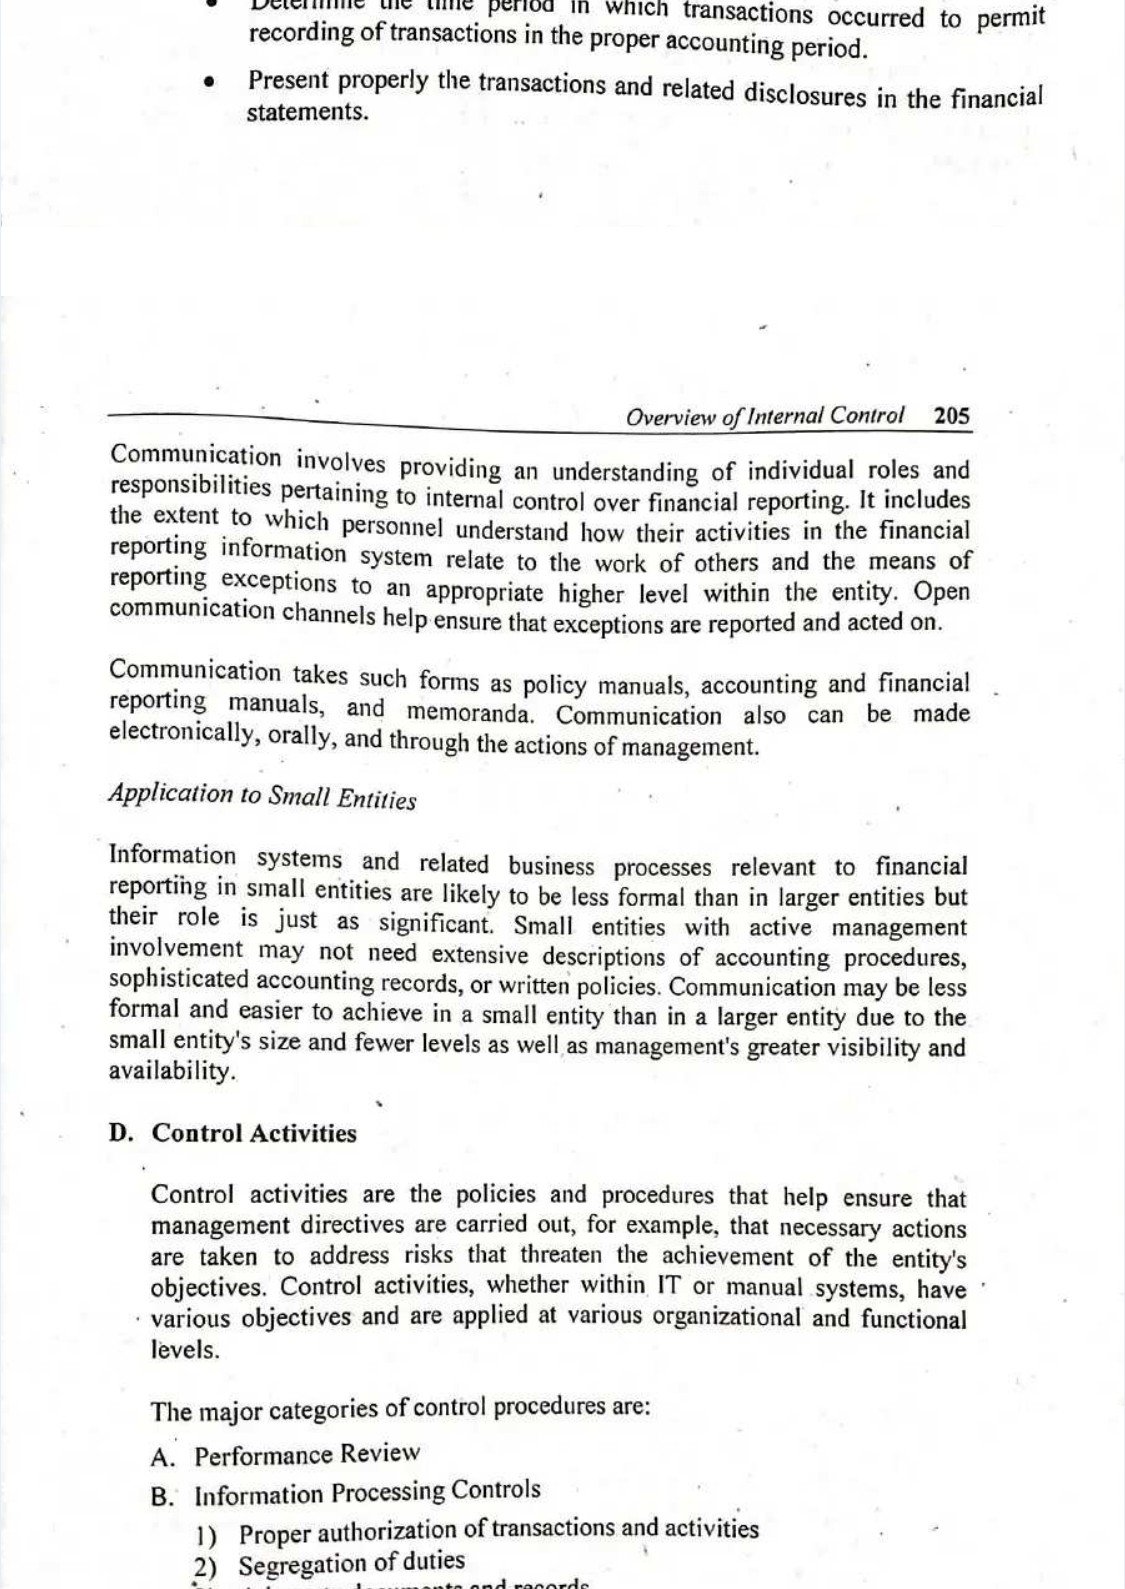 • Determine the time period in which transactions occurred to permit
recording of transactions in the proper accounting period.
• Present properly the transactions and related disclosures in the financial
statements.
Overview of Internal Control 205
Communication involves providing an understanding of individual roles and
responsibilities pertaining to internal control over financial reporting. It includes
the extent to which personnel understand how their activities in the financial
reporting information system relate to the work of others and the means of
reporting exceptions to an appropriate higher level within the entity. Open
communication channels help ensure that exceptions are reported and acted on.
Communication takes such forms as policy manuals, accounting and financial
reporting manuals, and memoranda. Communication also can be made
electronically, orally, and through the actions of management.
Application to Small Entities
Information systems and related business processes relevant to financial
reporting in small entities are likely to be less formal than in larger entities but
their role is just as significant. Small entities with active management
involvement may not need extensive descriptions of accounting procedures,
sophisticated accounting records, or written policies. Communication may be less
formal and easier to achieve in a small entity than in a larger entity due to the
small entity's size and fewer levels as well as management's greater visibility and
availability.
D. Control Activities
Control activities are the policies and procedures that help ensure that
management directives are carried out, for example, that necessary actions
are taken to address risks that threaten the achievement of the entity's
objectives. Control activities, whether within IT or manual systems, have
various objectives and are applied at various organizational and functional
levels.
The major categories of control procedures are:
A. Performance Review
B. Information Processing Controls
1) Proper authorization of transactions and activities
2) Segregation of duties
and records